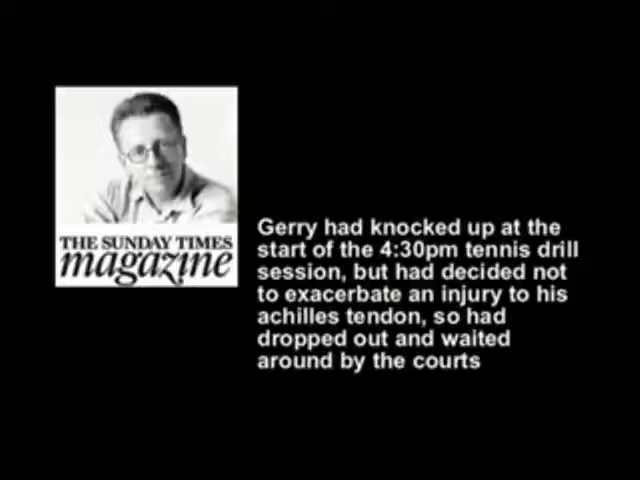 THE SUNDAY TIMES
magazine
Gerry had knocked up at the
start of the 4:30pm tennis drill
session, but had decided not
to exacerbate an injury to his
achilles tendon, so had
dropped out and waited
around by the courts